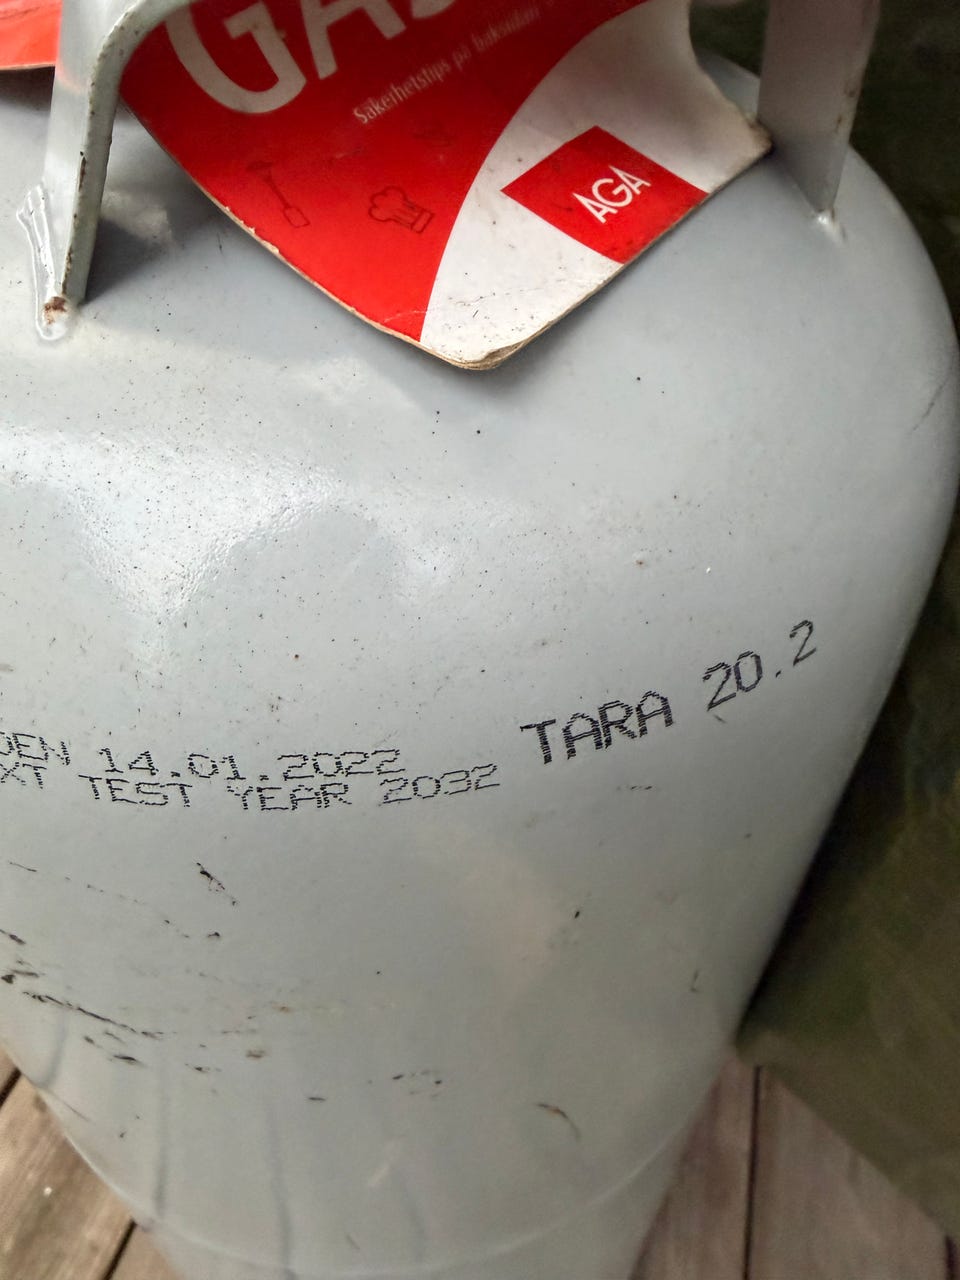 Säkerhetstips på baksidan
AGA
TARA 20.2
14.01.2022
TEST YEAR 2032